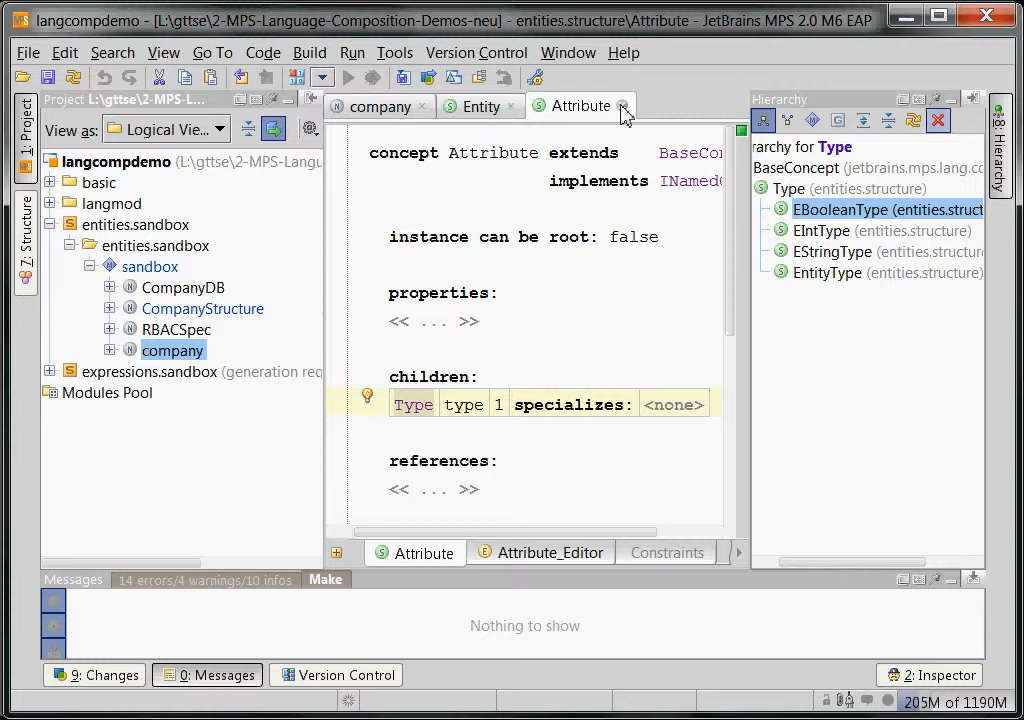 langcompdemo - [L:\gttse\2-MPS-Language-Composition-Demos-neu] - entities.structure\Attribute - JetBrains MPS 2.0 M6 EAP
File Edit Search View Go To Code Build Run Tools Version Control Window Help
Project L:\gttse\2-MPS-L...
View as: Logical Vie...
1: Project
Z: Structure
langcompdemo (L:\gttse\2-MPS-Langu
basic
langmod
entities.sandbox
entities.sandbox
sandbox
CompanyDB
CompanyStructure
RBACSpec
company
expressions.sandbox (generation req
Modules Pool
company Entity Attribute
concept Attribute extends BaseCon
implements INamedC
instance can be root: false
properties:
<< ... >>
children:
Type type 1 specializes: <none>
references:
<< ... >>
Attribute Attribute_Editor Constraints
Hierarchy
rarchy for Type
BaseConcept (jetbrains.mps.lang.cc
Type (entities.structure)
EBooleanType (entities.struct
EIntType (entities.structure)
EStringType (entities.structure)
EntityType (entities.structure)
8: Hierarchy
Messages 14 errors/4 warnings/10 infos Make
Nothing to show
9: Changes 0: Messages Version Control 2: Inspector
205M of 1190M